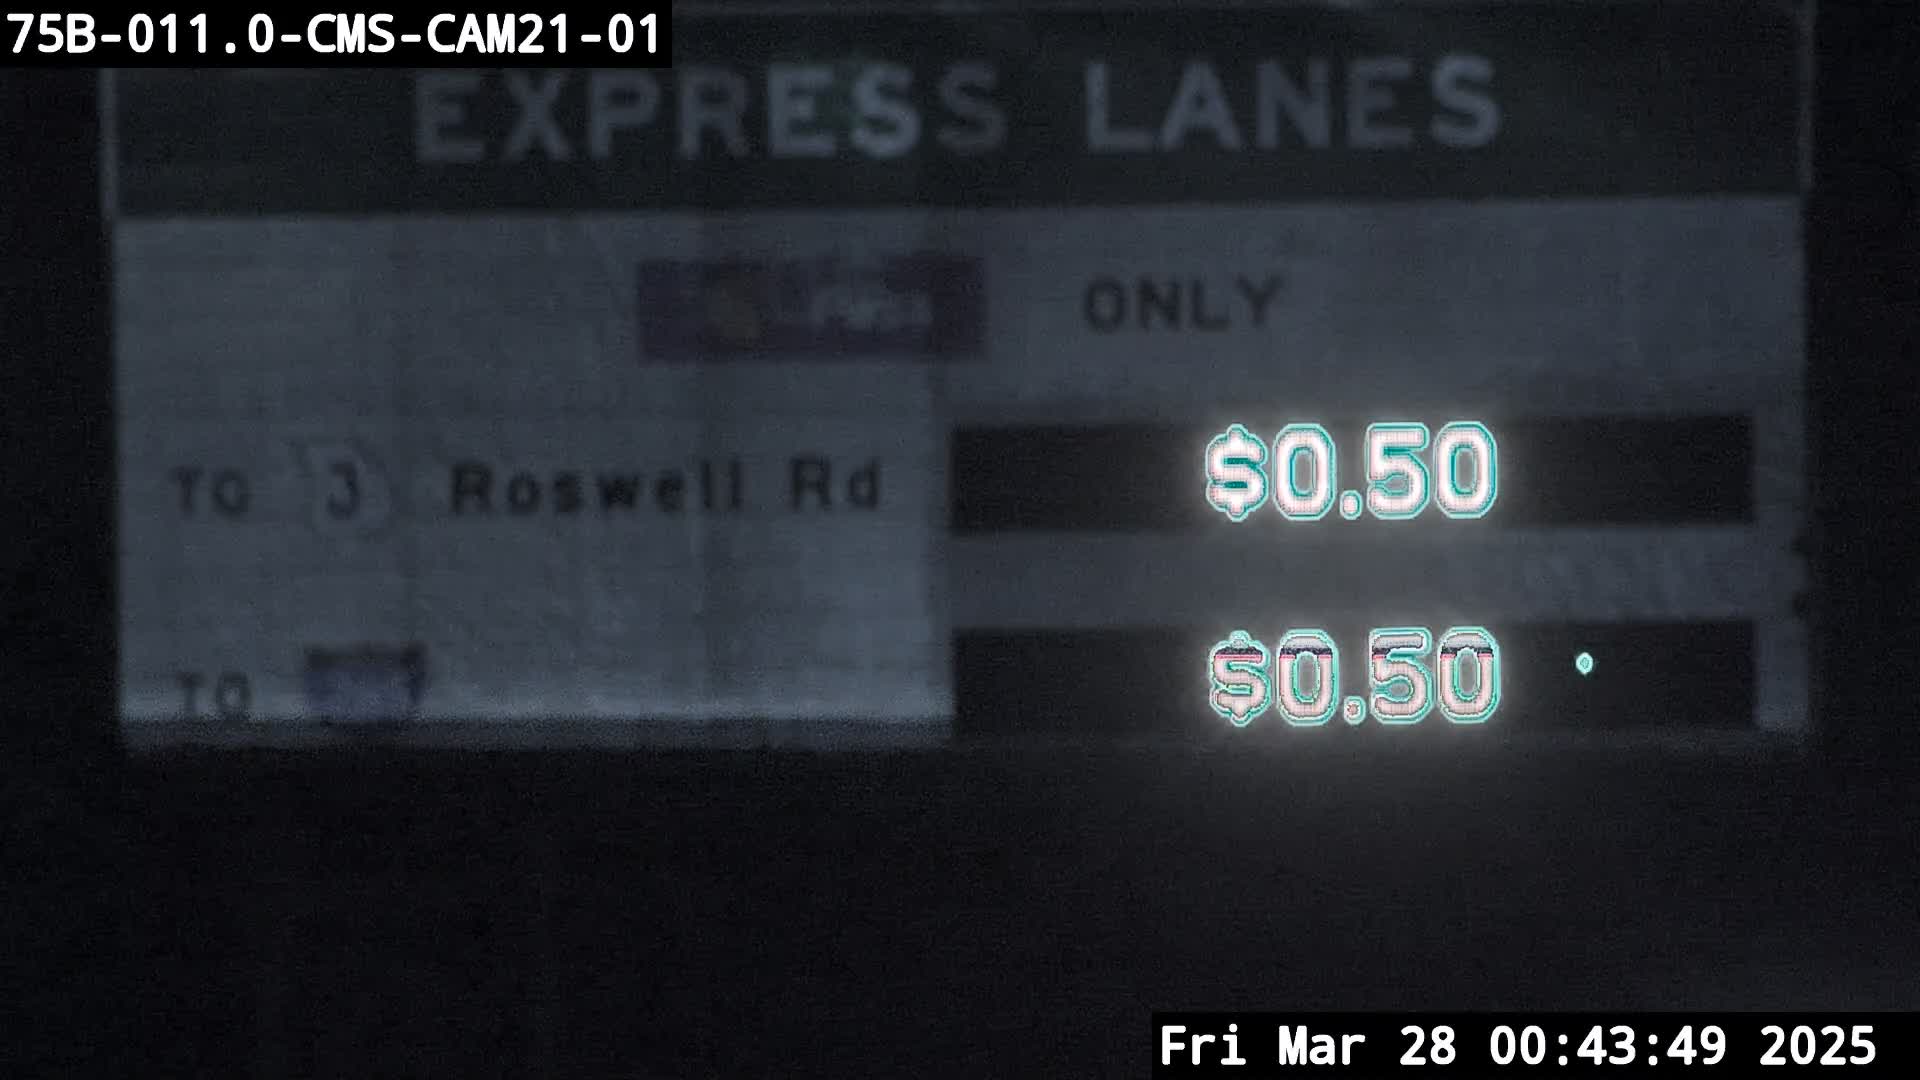 75B-011.0-CMS-CAM21-01
EXPRESS LANES
ONLY
TO 3 Roswell Rd $0.50
TO $0.50
Fri Mar 28 00:43:49 2025